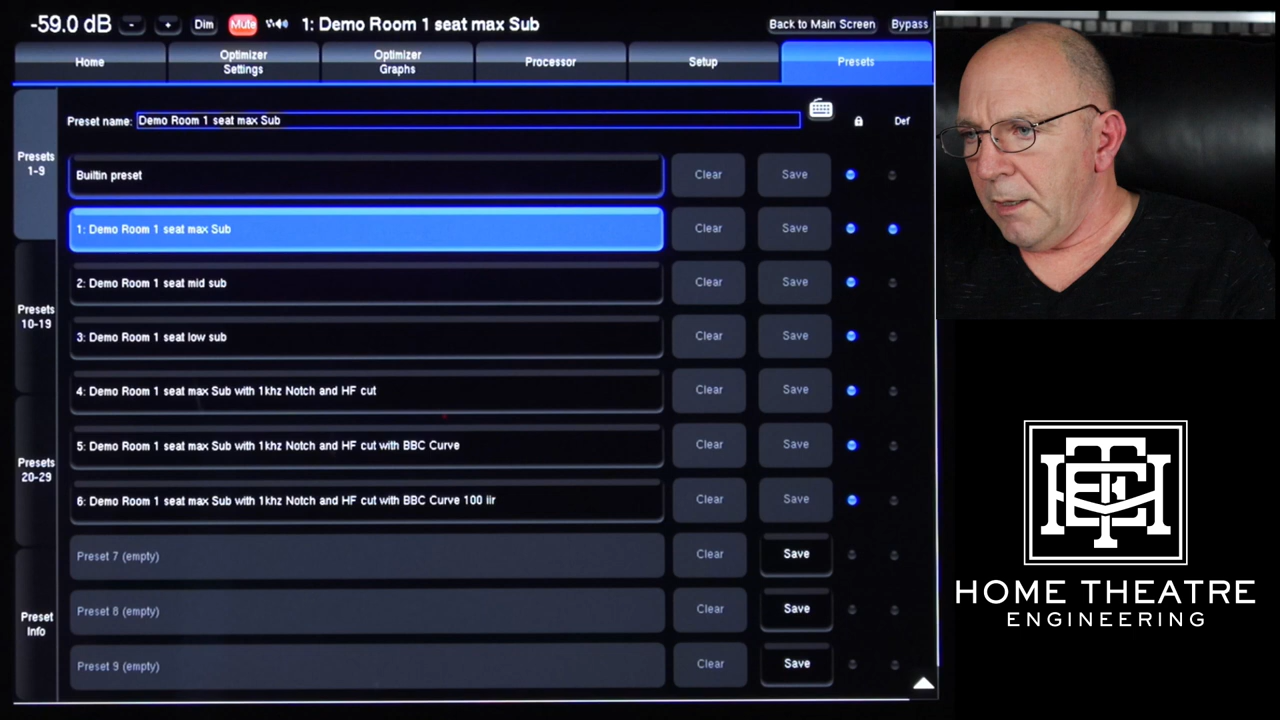 -59.0 dB - + Dim Mute 1: Demo Room 1 seat max Sub Back to Main Screen Bypass
Home Optimizer Settings Optimizer Graphs Processor Setup Presets
Preset name: Demo Room 1 seat max Sub Def
Presets 1-9
Builtin preset Clear Save
1: Demo Room 1 seat max Sub Clear Save
2: Demo Room 1 seat mid sub Clear Save
Presets 10-19
3: Demo Room 1 seat low sub Clear Save
4: Demo Room 1 seat max Sub with 1khz Notch and HF cut Clear Save
5: Demo Room 1 seat max Sub with 1khz Notch and HF cut with BBC Curve Clear Save
Presets 20-29
6: Demo Room 1 seat max Sub with 1khz Notch and HF cut with BBC Curve 100 iir Clear Save
Preset 7 (empty) Clear Save
Preset 8 (empty) Clear Save
Preset Info
Preset 9 (empty) Clear Save
HTE
HOME THEATRE
ENGINEERING